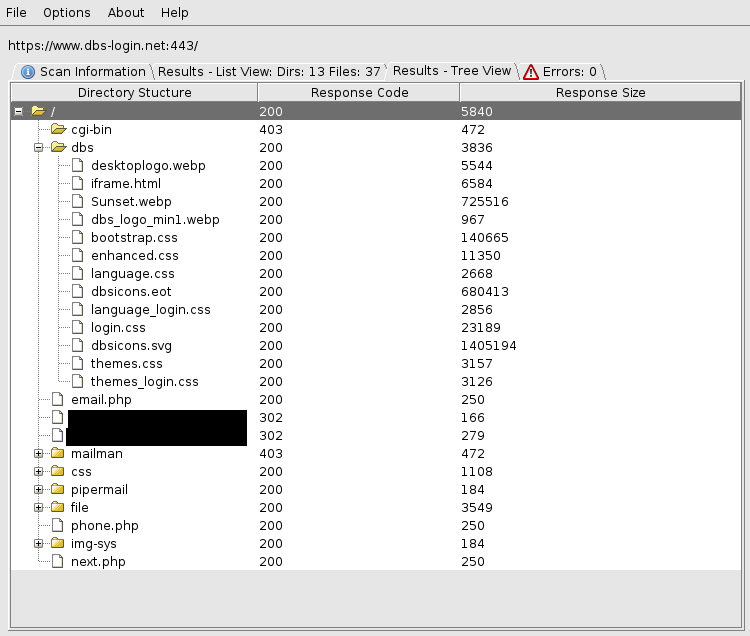 File Options About Help
https://www.dbs-login.net:443/
Scan Information Results - List View: Dirs: 13 Files: 37 Results - Tree View Errors: 0
Directory Stucture Response Code Response Size
/ 200 5840
cgi-bin 403 472
dbs 200 3836
desktoplogo.webp 200 5544
iframe.html 200 6584
Sunset.webp 200 725516
dbs_logo_min1.webp 200 967
bootstrap.css 200 140665
enhanced.css 200 11350
language.css 200 2668
dbsicons.eot 200 680413
language_login.css 200 2856
login.css 200 23189
dbsicons.svg 200 1405194
themes.css 200 3157
themes_login.css 200 3126
email.php 200 250
302 166
302 279
mailman 403 472
css 200 1108
pipermail 200 184
file 200 3549
phone.php 200 250
img-sys 200 184
next.php 200 250